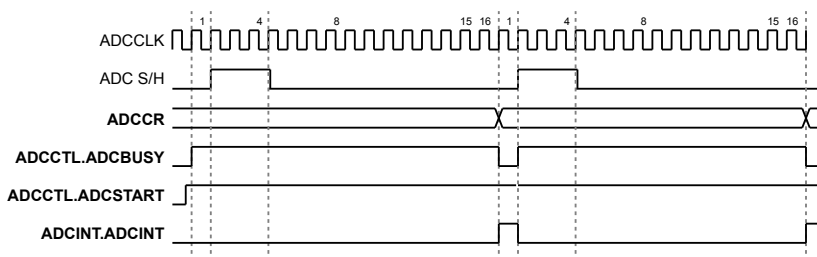 1 4 8 15 16 1 4 8 15 16
ADCCLK
ADC S/H
ADCCR
ADCCTL.ADCBUSY
ADCCTL.ADCSTART
ADCINT.ADCINT